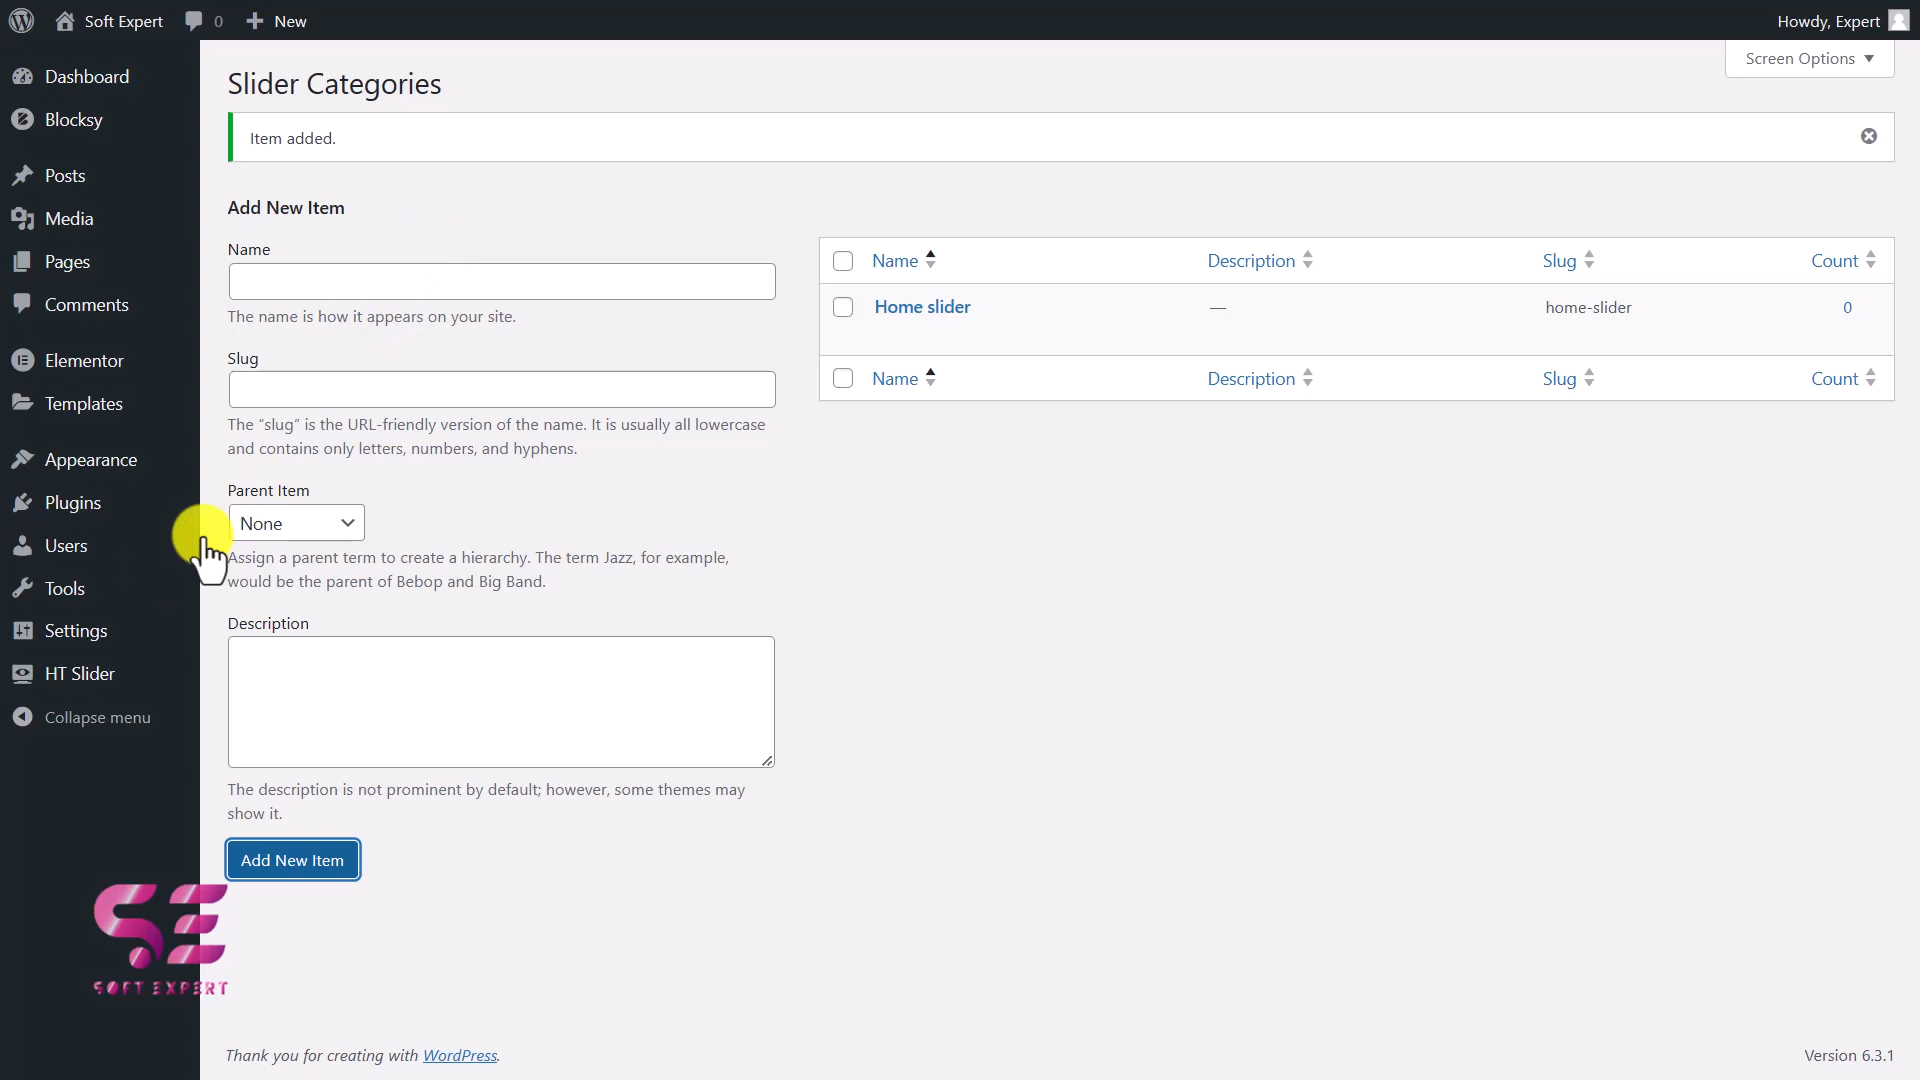 Soft Expert
0
New
Howdy, Expert
Dashboard
Blocksy
Posts
Media
Pages
Comments
Elementor
Templates
Appearance
Plugins
Users
Tools
Settings
HT Slider
Collapse menu
Screen Options
Slider Categories
Item added.
Add New Item
Name
The name is how it appears on your site.
Slug
The “slug” is the URL-friendly version of the name. It is usually all lowercase
and contains only letters, numbers, and hyphens.
Parent Item
None
Assign a parent term to create a hierarchy. The term Jazz, for example,
would be the parent of Bebop and Big Band.
Description
The description is not prominent by default; however, some themes may
show it.
Add New Item
Name Description Slug Count
Home slider — home-slider 0
Name Description Slug Count
SE
SOFT EXPERT
Thank you for creating with WordPress.
Version 6.3.1